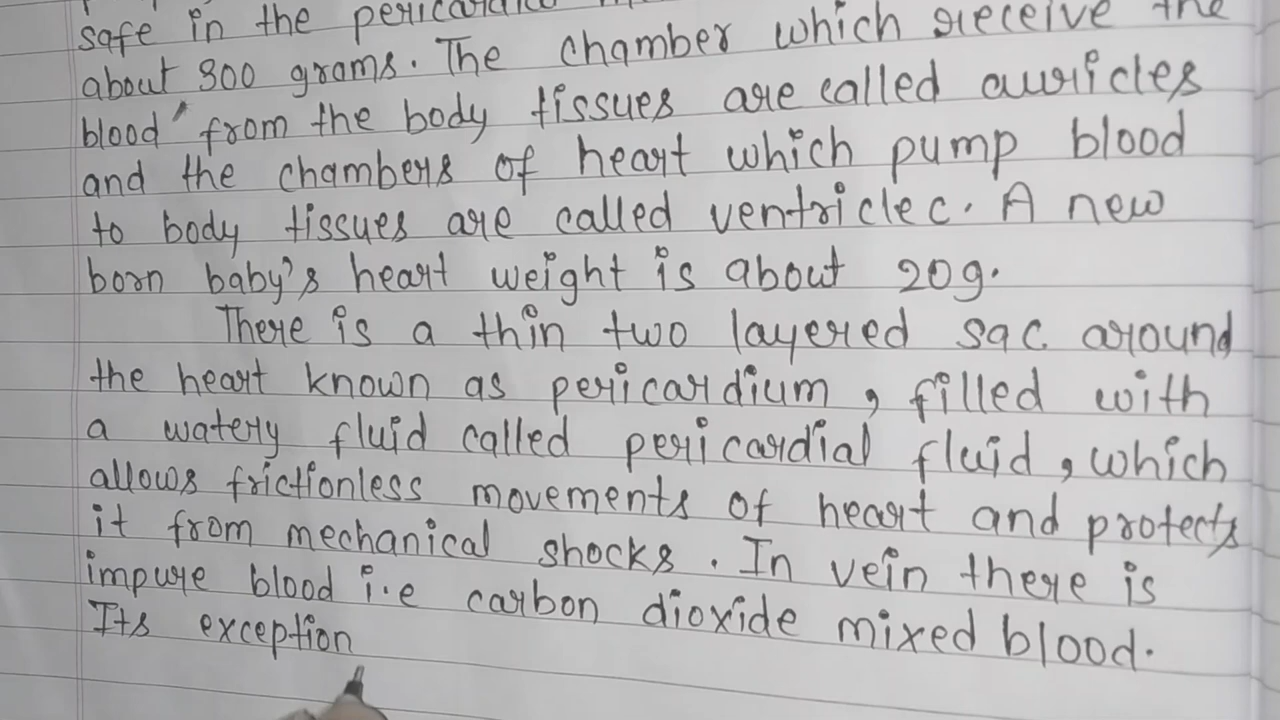 safe in the
about 300 grams. The chamber which receive the
blood from the body tissues are called auricles
and the chambers of heart which pump blood
to body tissues are called ventriclec. A new
born baby's heart weight is about 20g.
There is a thin two layered sac around
the heart known as pericardium, filled with
a watery fluid called pericardial fluid, which
allows frictionless movements of heart and protects
it from mechanical shocks. In vein there is
impure blood i.e carbon dioxide mixed blood.
Its exception